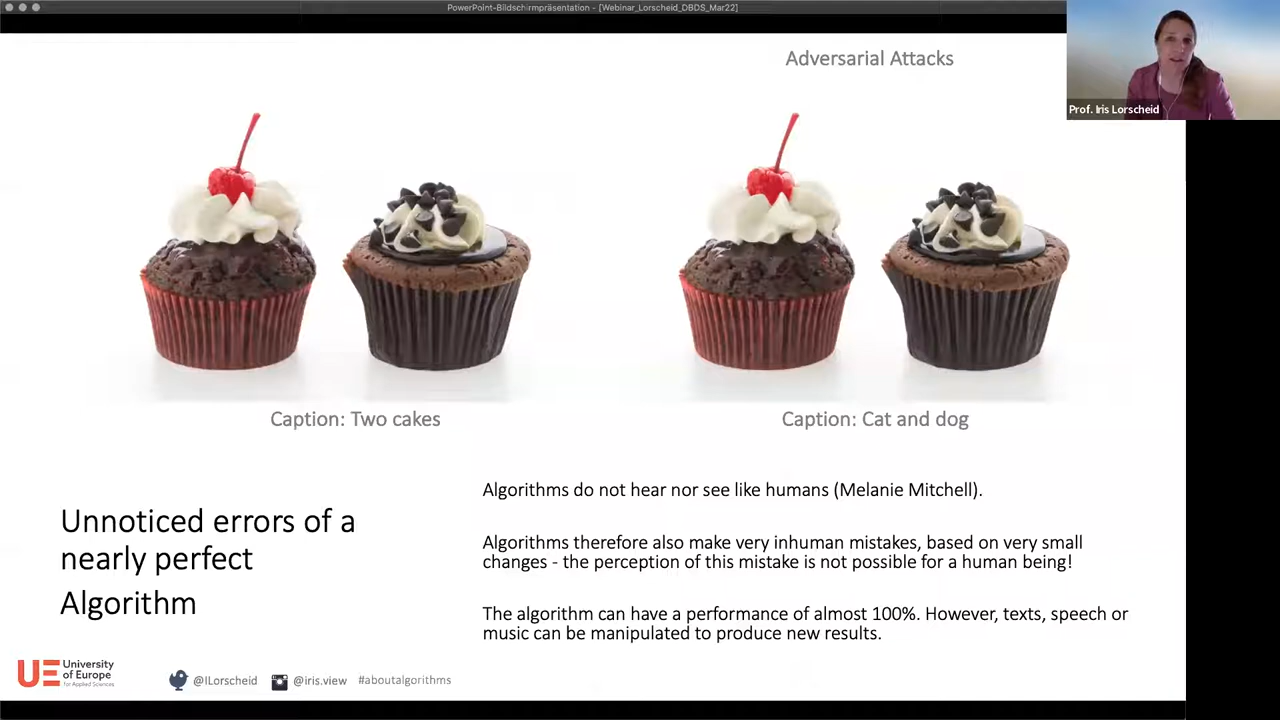 PowerPoint-Bildschirmpräsentation - [Webinar_Lorscheid_DBDS_Mar22]
Adversarial Attacks
Prof. Iris Lorscheid
Caption: Two cakes
Caption: Cat and dog
Unnoticed errors of a
nearly perfect
Algorithm
Algorithms do not hear nor see like humans (Melanie Mitchell).
Algorithms therefore also make very inhuman mistakes, based on very small
changes - the perception of this mistake is not possible for a human being!
The algorithm can have a performance of almost 100%. However, texts, speech or
music can be manipulated to produce new results.
UE University
of Europe
for Applied Sciences
@ILorscheid @iris.view #aboutalgorithms